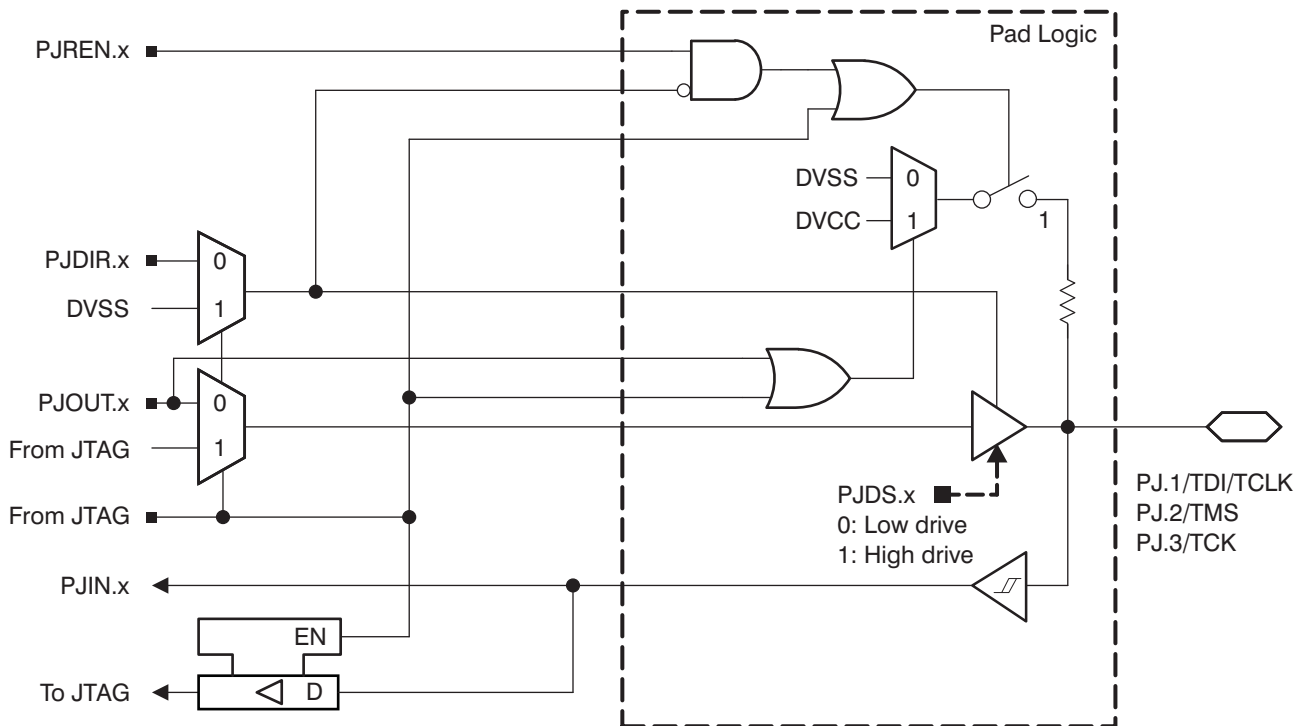 Pad Logic
PJREN.x
DVSS
0
DVCC
1
1
PJDIR.x
0
DVSS
1
PJOUT.x
0
From JTAG
1
PJDS.x
0: Low drive
1: High drive
PJ.1/TDI/TCLK
PJ.2/TMS
PJ.3/TCK
From JTAG
PJIN.x
EN
To JTAG
D